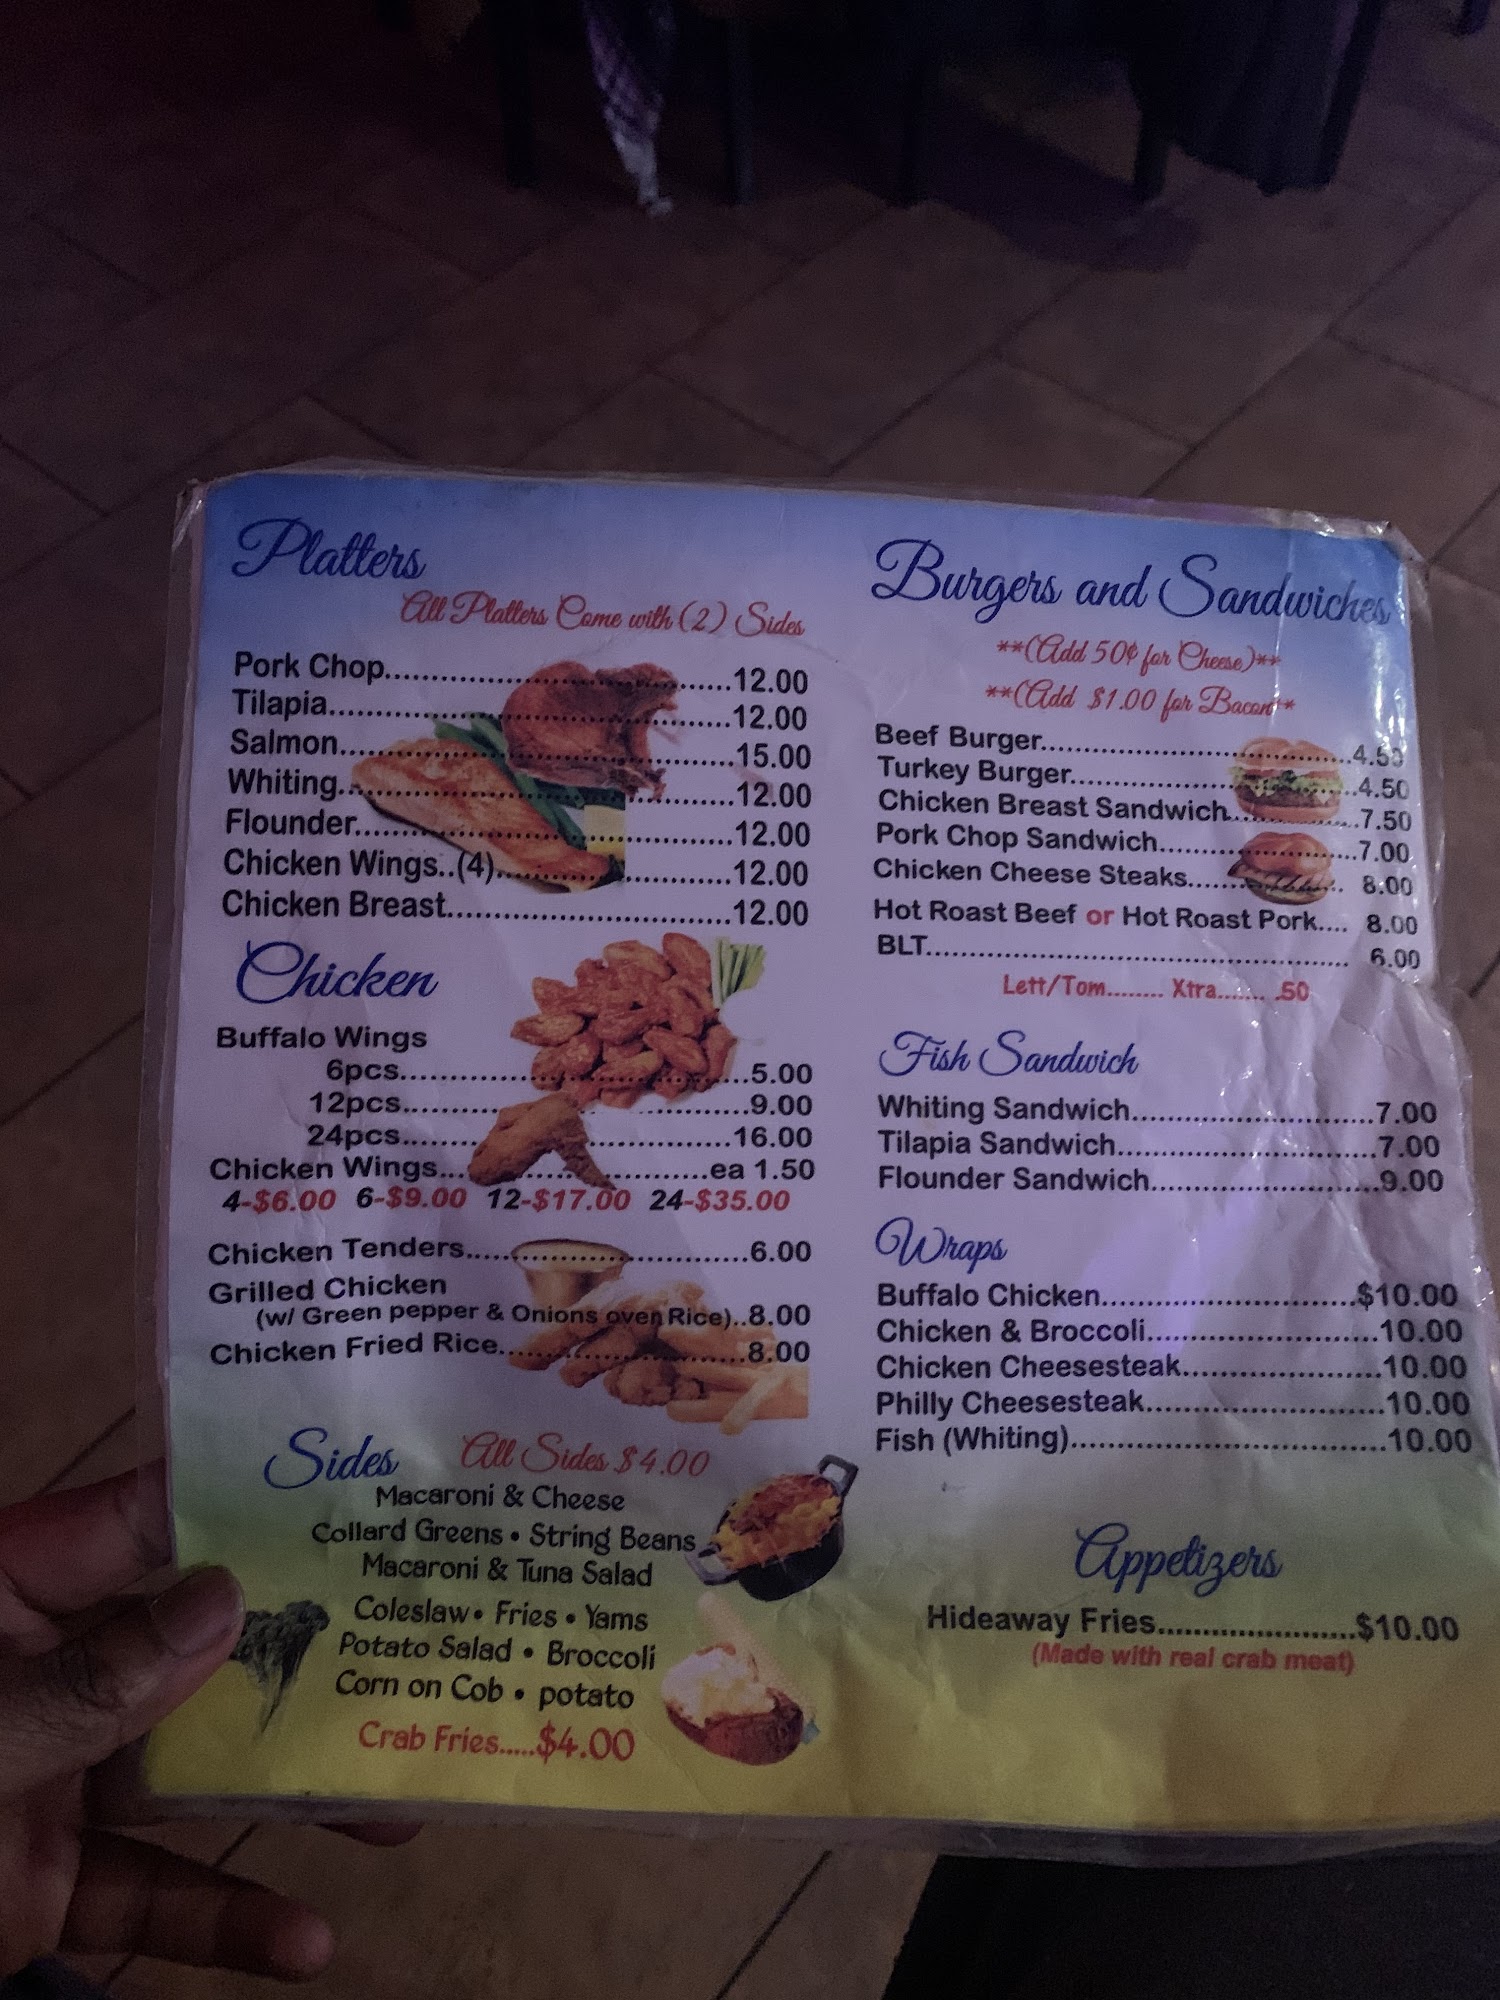 Platters
All Platters Come with (2) Sides
Pork Chop..........12.00
Tilapia..........12.00
Salmon..........15.00
Whiting..........12.00
Flounder..........12.00
Chicken Wings..(4)..........12.00
Chicken Breast..........12.00
Chicken
Buffalo Wings
6pcs..........5.00
12pcs..........9.00
24pcs..........16.00
Chicken Wings..........ea 1.50
4-$6.00 6-$9.00 12-$17.00 24-$35.00
Chicken Tenders..........6.00
Grilled Chicken
(w/ Green pepper & Onions oven Rice)..8.00
Chicken Fried Rice..........8.00
Sides All Sides $4.00
Macaroni & Cheese
Collard Greens • String Beans
Macaroni & Tuna Salad
Coleslaw • Fries • Yams
Potato Salad • Broccoli
Corn on Cob • potato
Crab Fries.....$4.00
Burgers and Sandwiches
**(Add 50¢ for Cheese)**
**(Add $1.00 for Bacon**
Beef Burger..........4.50
Turkey Burger..........4.50
Chicken Breast Sandwich..........7.50
Pork Chop Sandwich..........7.00
Chicken Cheese Steaks.......... 8.00
Hot Roast Beef or Hot Roast Pork.... 8.00
BLT.......... 6.00
Lett/Tom........ Xtra....... .50
Fish Sandwich
Whiting Sandwich..........7.00
Tilapia Sandwich..........7.00
Flounder Sandwich..........9.00
Wraps
Buffalo Chicken..........$10.00
Chicken & Broccoli..........10.00
Chicken Cheesesteak..........10.00
Philly Cheesesteak..........10.00
Fish (Whiting)..........10.00
Appetizers
Hideaway Fries..........$10.00
(Made with real crab meat)